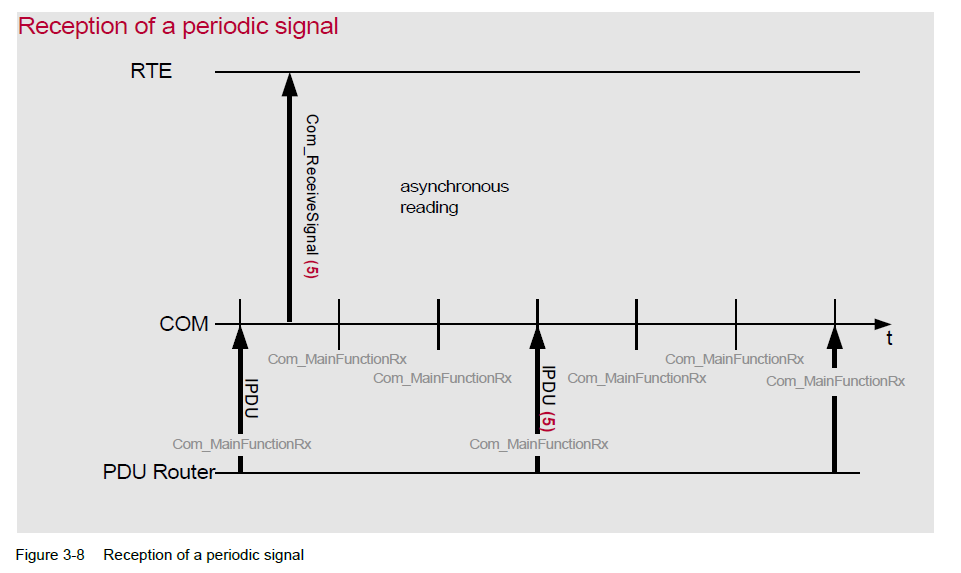 Reception of a periodic signal
RTE
Com_ReceiveSignal (5)
asynchronous
reading
COM
t
Com_MainFunctionRx
Com_MainFunctionRx
Com_MainFunctionRx
Com_MainFunctionRx
Com_MainFunctionRx
IPDU
IPDU (5)
Com_MainFunctionRx
Com_MainFunctionRx
PDU Router
Figure 3-8 Reception of a periodic signal